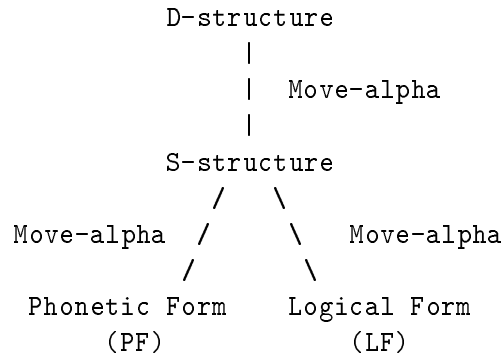 D-structure
Move-alpha
S-structure
Move-alpha Move-alpha
Phonetic Form Logical Form
(PF) (LF)